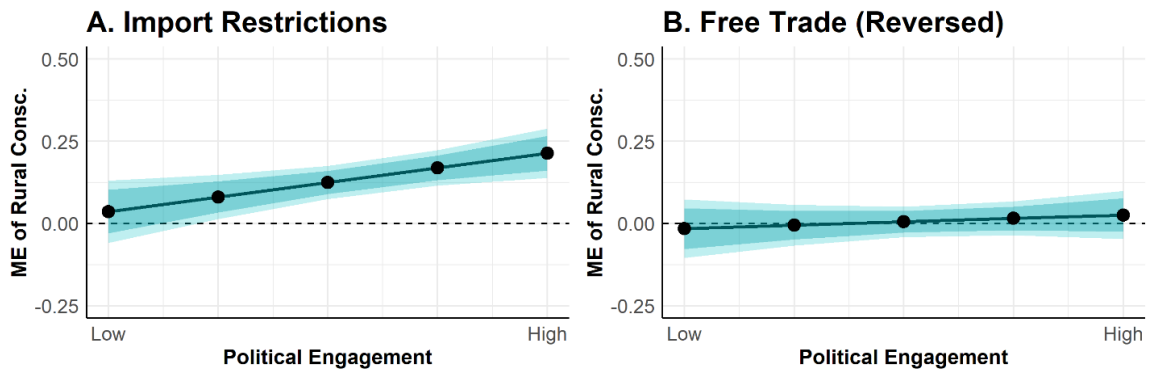 A. Import Restrictions
ME of Rural Consc.
0.50
0.25
0.00
-0.25
Low
High
Political Engagement
B. Free Trade (Reversed)
ME of Rural Consc.
0.50
0.25
0.00
-0.25
Low
High
Political Engagement